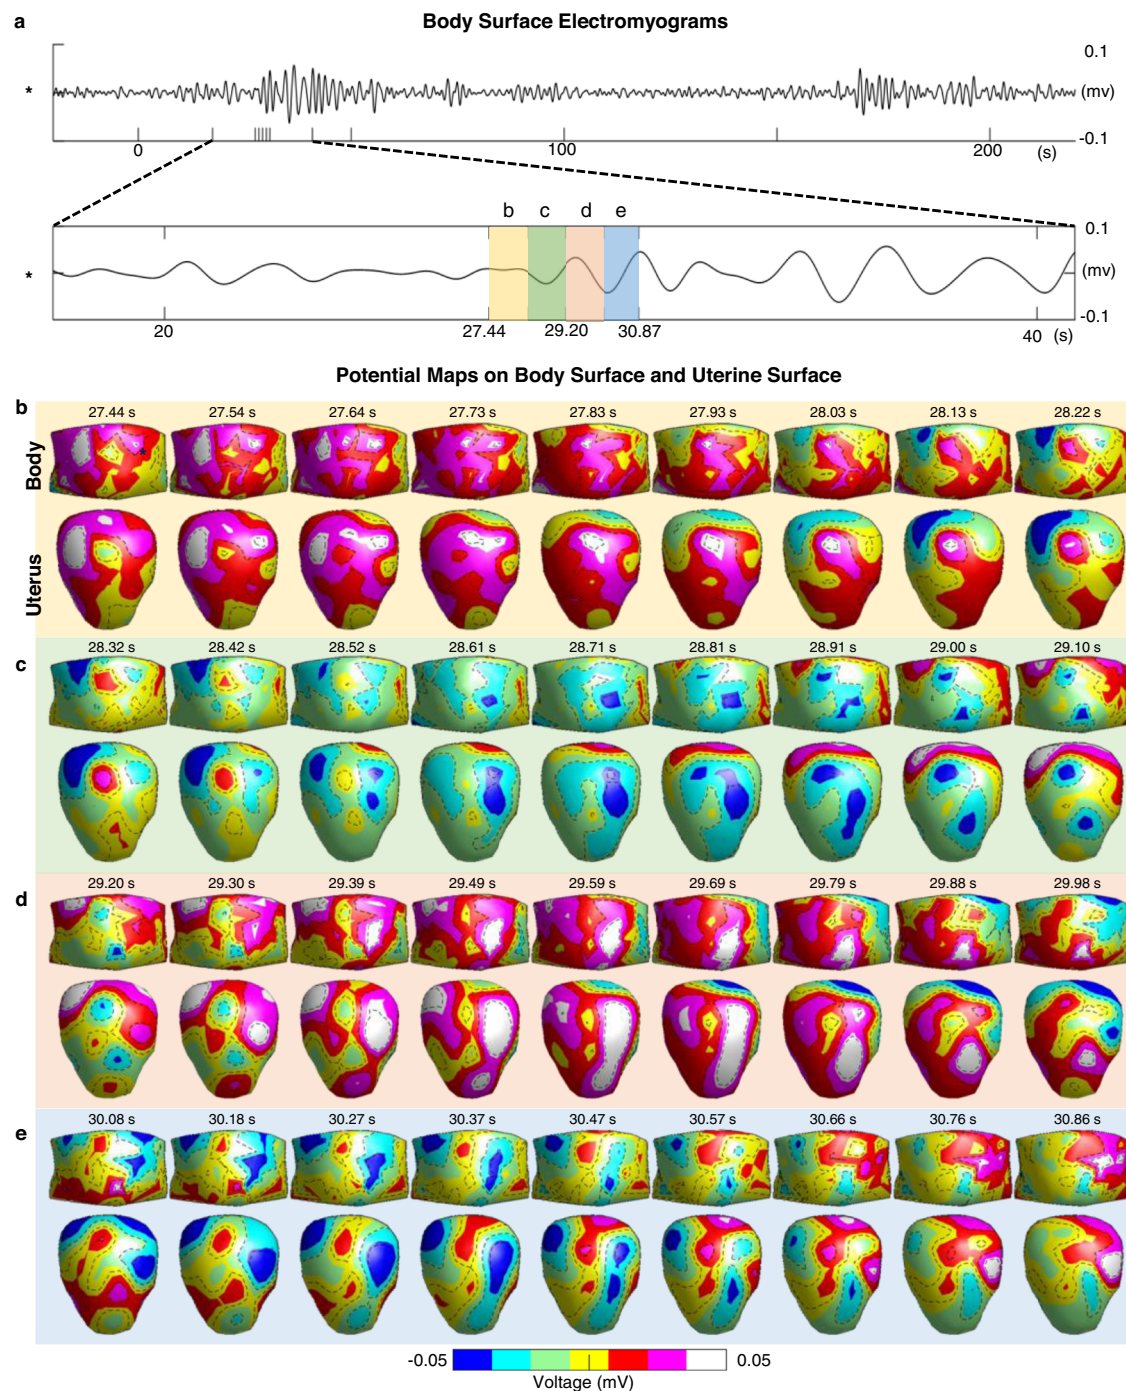 a
Body Surface Electromyograms
0.1
*
(mv)
-0.1
0 100 200 (s)
b c d e
0.1
*
(mv)
-0.1
20 27.44 29.20 30.87 40 (s)
Potential Maps on Body Surface and Uterine Surface
b
27.44 s 27.54 s 27.64 s 27.73 s 27.83 s 27.93 s 28.03 s 28.13 s 28.22 s
Body
*
Uterus
c
28.32 s 28.42 s 28.52 s 28.61 s 28.71 s 28.81 s 28.91 s 29.00 s 29.10 s
d
29.20 s 29.30 s 29.39 s 29.49 s 29.59 s 29.69 s 29.79 s 29.88 s 29.98 s
e
30.08 s 30.18 s 30.27 s 30.37 s 30.47 s 30.57 s 30.66 s 30.76 s 30.86 s
-0.05 0.05
Voltage (mV)